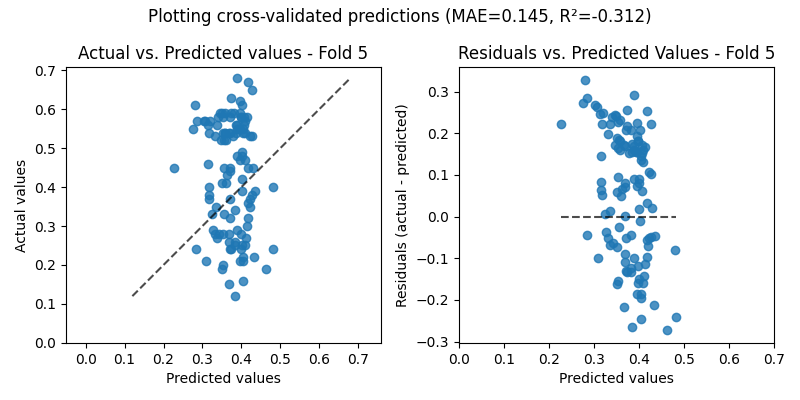 Plotting cross-validated predictions (MAE=0.145, R²=-0.312)
Actual vs. Predicted values - Fold 5
Actual values
0.7
0.6
0.5
0.4
0.3
0.2
0.1
0.0
0.0 0.1 0.2 0.3 0.4 0.5 0.6 0.7
Predicted values
Residuals vs. Predicted Values - Fold 5
Residuals (actual - predicted)
0.3
0.2
0.1
0.0
−0.1
−0.2
−0.3
0.0 0.1 0.2 0.3 0.4 0.5 0.6 0.7
Predicted values